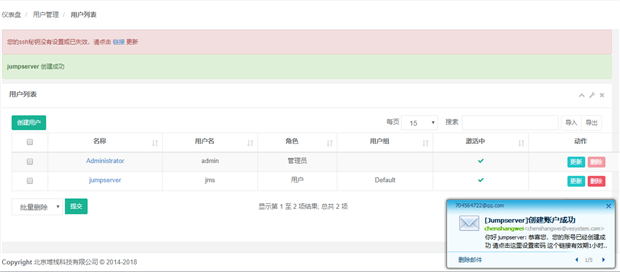 仪表盘 / 用户管理 / 用户列表
您的ssh秘钥没有设置或已失效，请点击 链接 更新
jumpserver 创建成功
用户列表
创建用户 每页 15 搜索 导入 导出
名称 用户名 角色 用户组 激活中 动作
Administrator admin 管理员 更新 删除
jumpserver jms 用户 Default 更新 删除
批量删除 提交 显示第 1 至 2 项结果; 总共 2 项
704564722@qq.com
[Jumpserver]创建账户成功
chenshangwei<chenshangwei@vesystem.com>
你好 jumpserver: 恭喜您，您的账号已经创建成
功 请点击这里设置密码 这个链接有效期1小时...
删除邮件 1/5
Copyright 北京堆栈科技有限公司 © 2014-2018